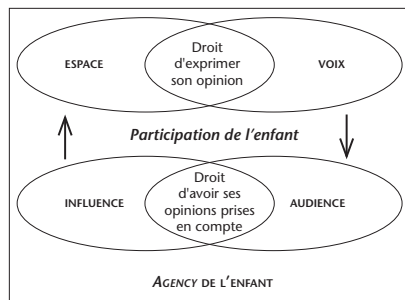 Droit
d'exprimer
son opinion
ESPACE
VOIX
Participation de l'enfant
Droit
d'avoir ses
opinions prises
en compte
INFLUENCE
AUDIENCE
AGENCY DE L'ENFANT